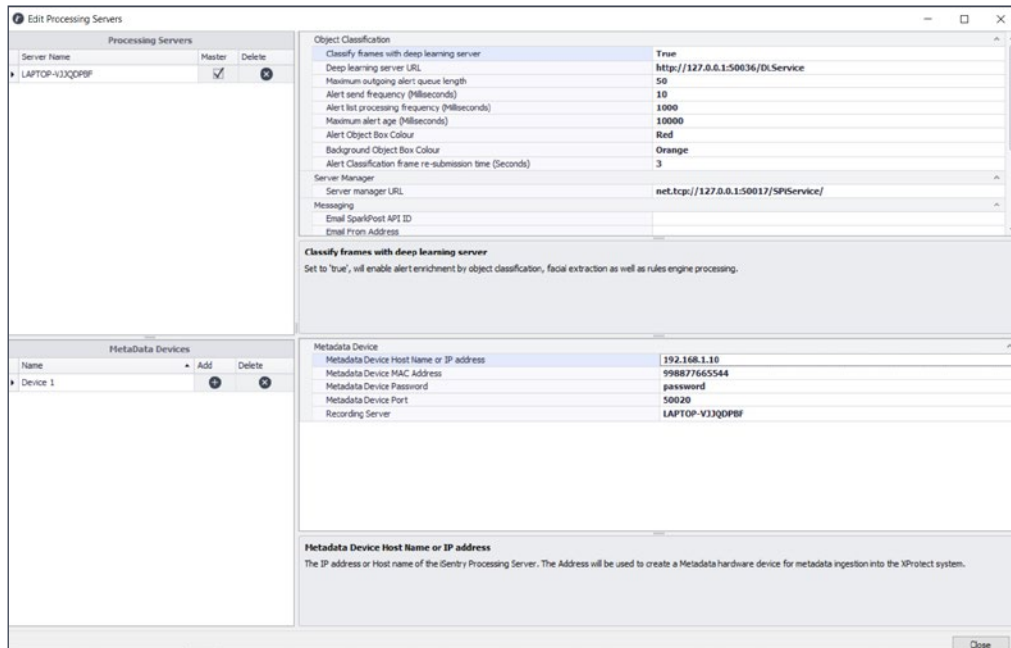 Edit Processing Servers
Processing Servers
Server Name Master Delete
LAPTOP-VJJQDPBF
Object Classification
Classify frames with deep learning server True
Deep learning server URL http://127.0.0.1:50036/DLService
Maximum outgoing alert queue length 50
Alert send frequency (Milliseconds) 10
Alert list processing frequency (Milliseconds) 1000
Maximum alert age (Milliseconds) 10000
Alert Object Box Colour Red
Background Object Box Colour Orange
Alert Classification frame re-submission time (Seconds) 3
Server Manager
Server manager URL net.tcp://127.0.0.1:50017/SPiService/
Messaging
Email SparkPost API ID
Email From Address
Classify frames with deep learning server
Set to 'true', will enable alert enrichment by object classification, facial extraction as well as rules engine processing.
MetaData Devices
Name Add Delete
Device 1
Metadata Device
Metadata Device Host Name or IP address 192.168.1.10
Metadata Device MAC Address 998877665544
Metadata Device Password password
Metadata Device Port 50020
Recording Server LAPTOP-VJJQDPBF
Metadata Device Host Name or IP address
The IP address or Host name of the iSentry Processing Server. The Address will be used to create a Metadata hardware device for metadata ingestion into the XProtect system.
Close